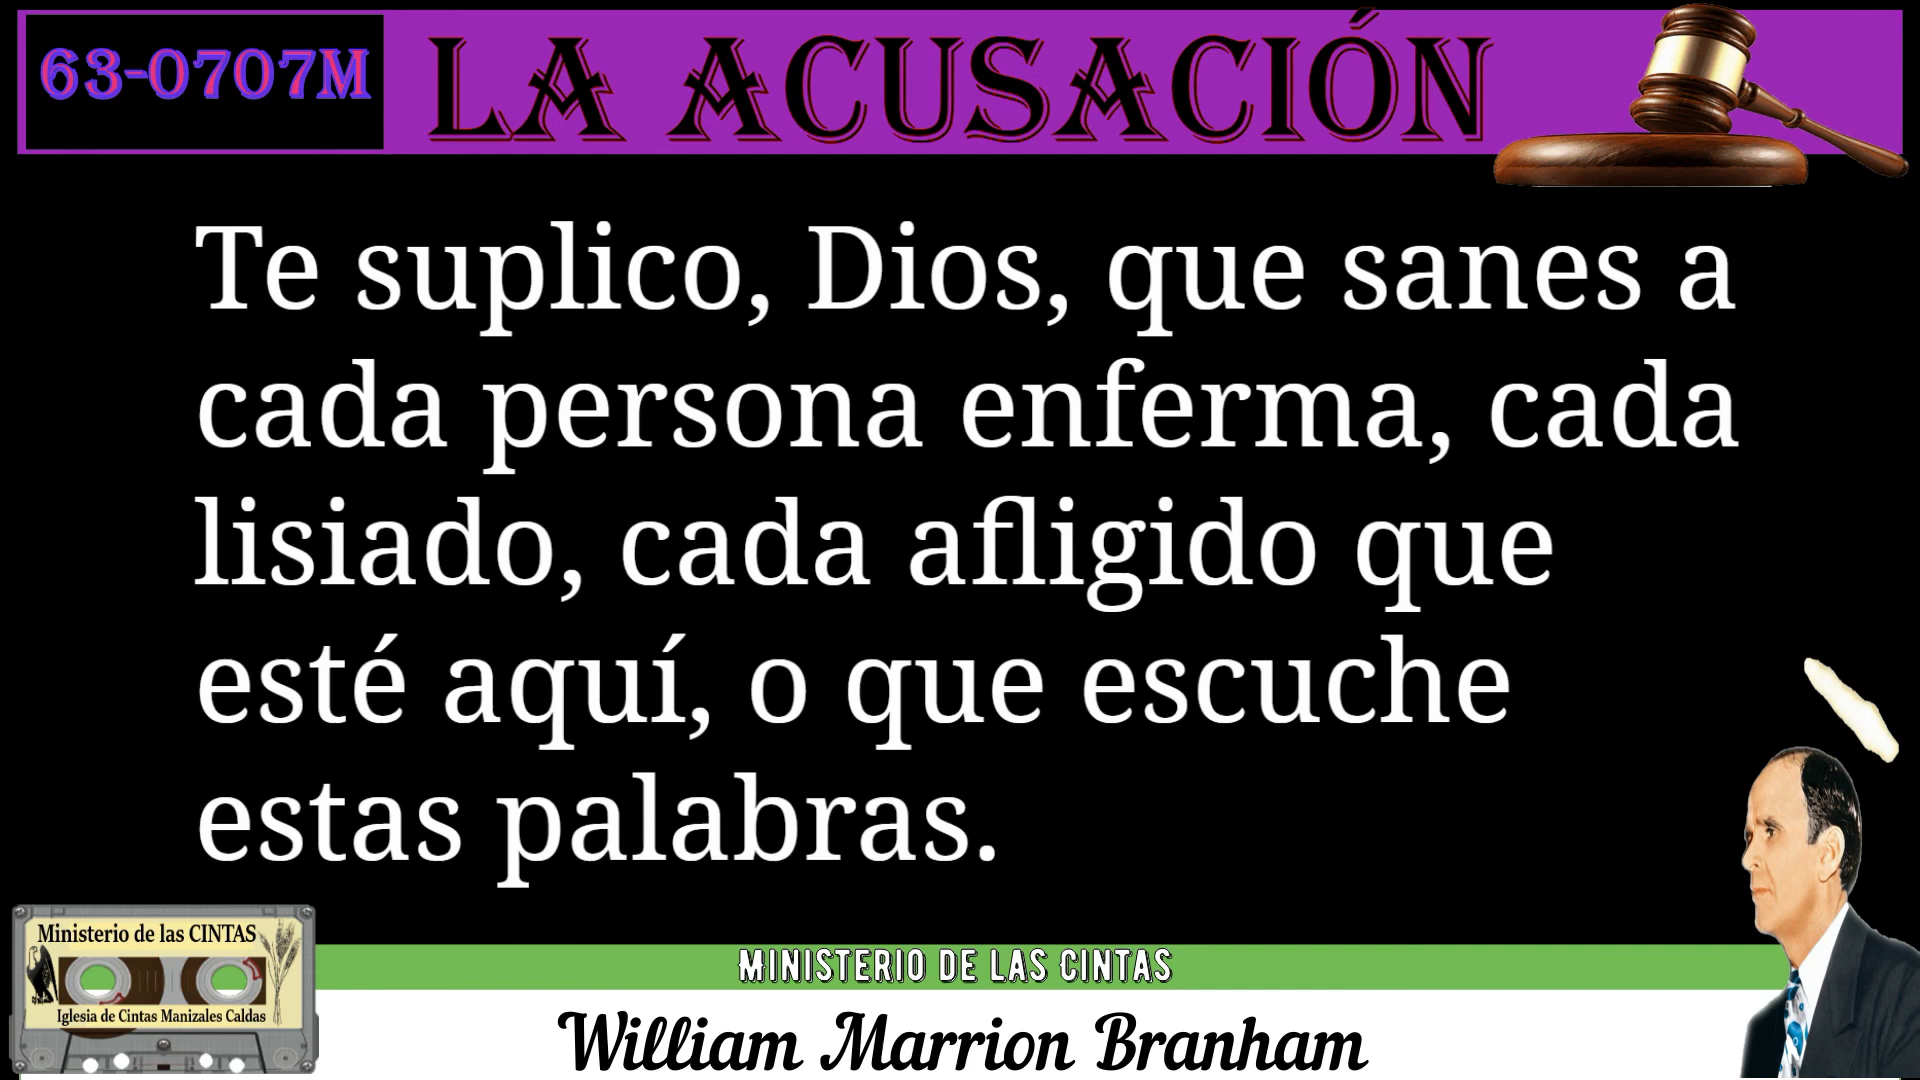 63-0707M
LA ACUSACIÓN
Te suplico, Dios, que sanes a
cada persona enferma, cada
lisiado, cada afligido que
esté aquí, o que escuche
estas palabras.
Ministerio de las CINTAS
Iglesia de Cintas Manizales Caldas
MINISTERIO DE LAS CINTAS
William Marrion Branham